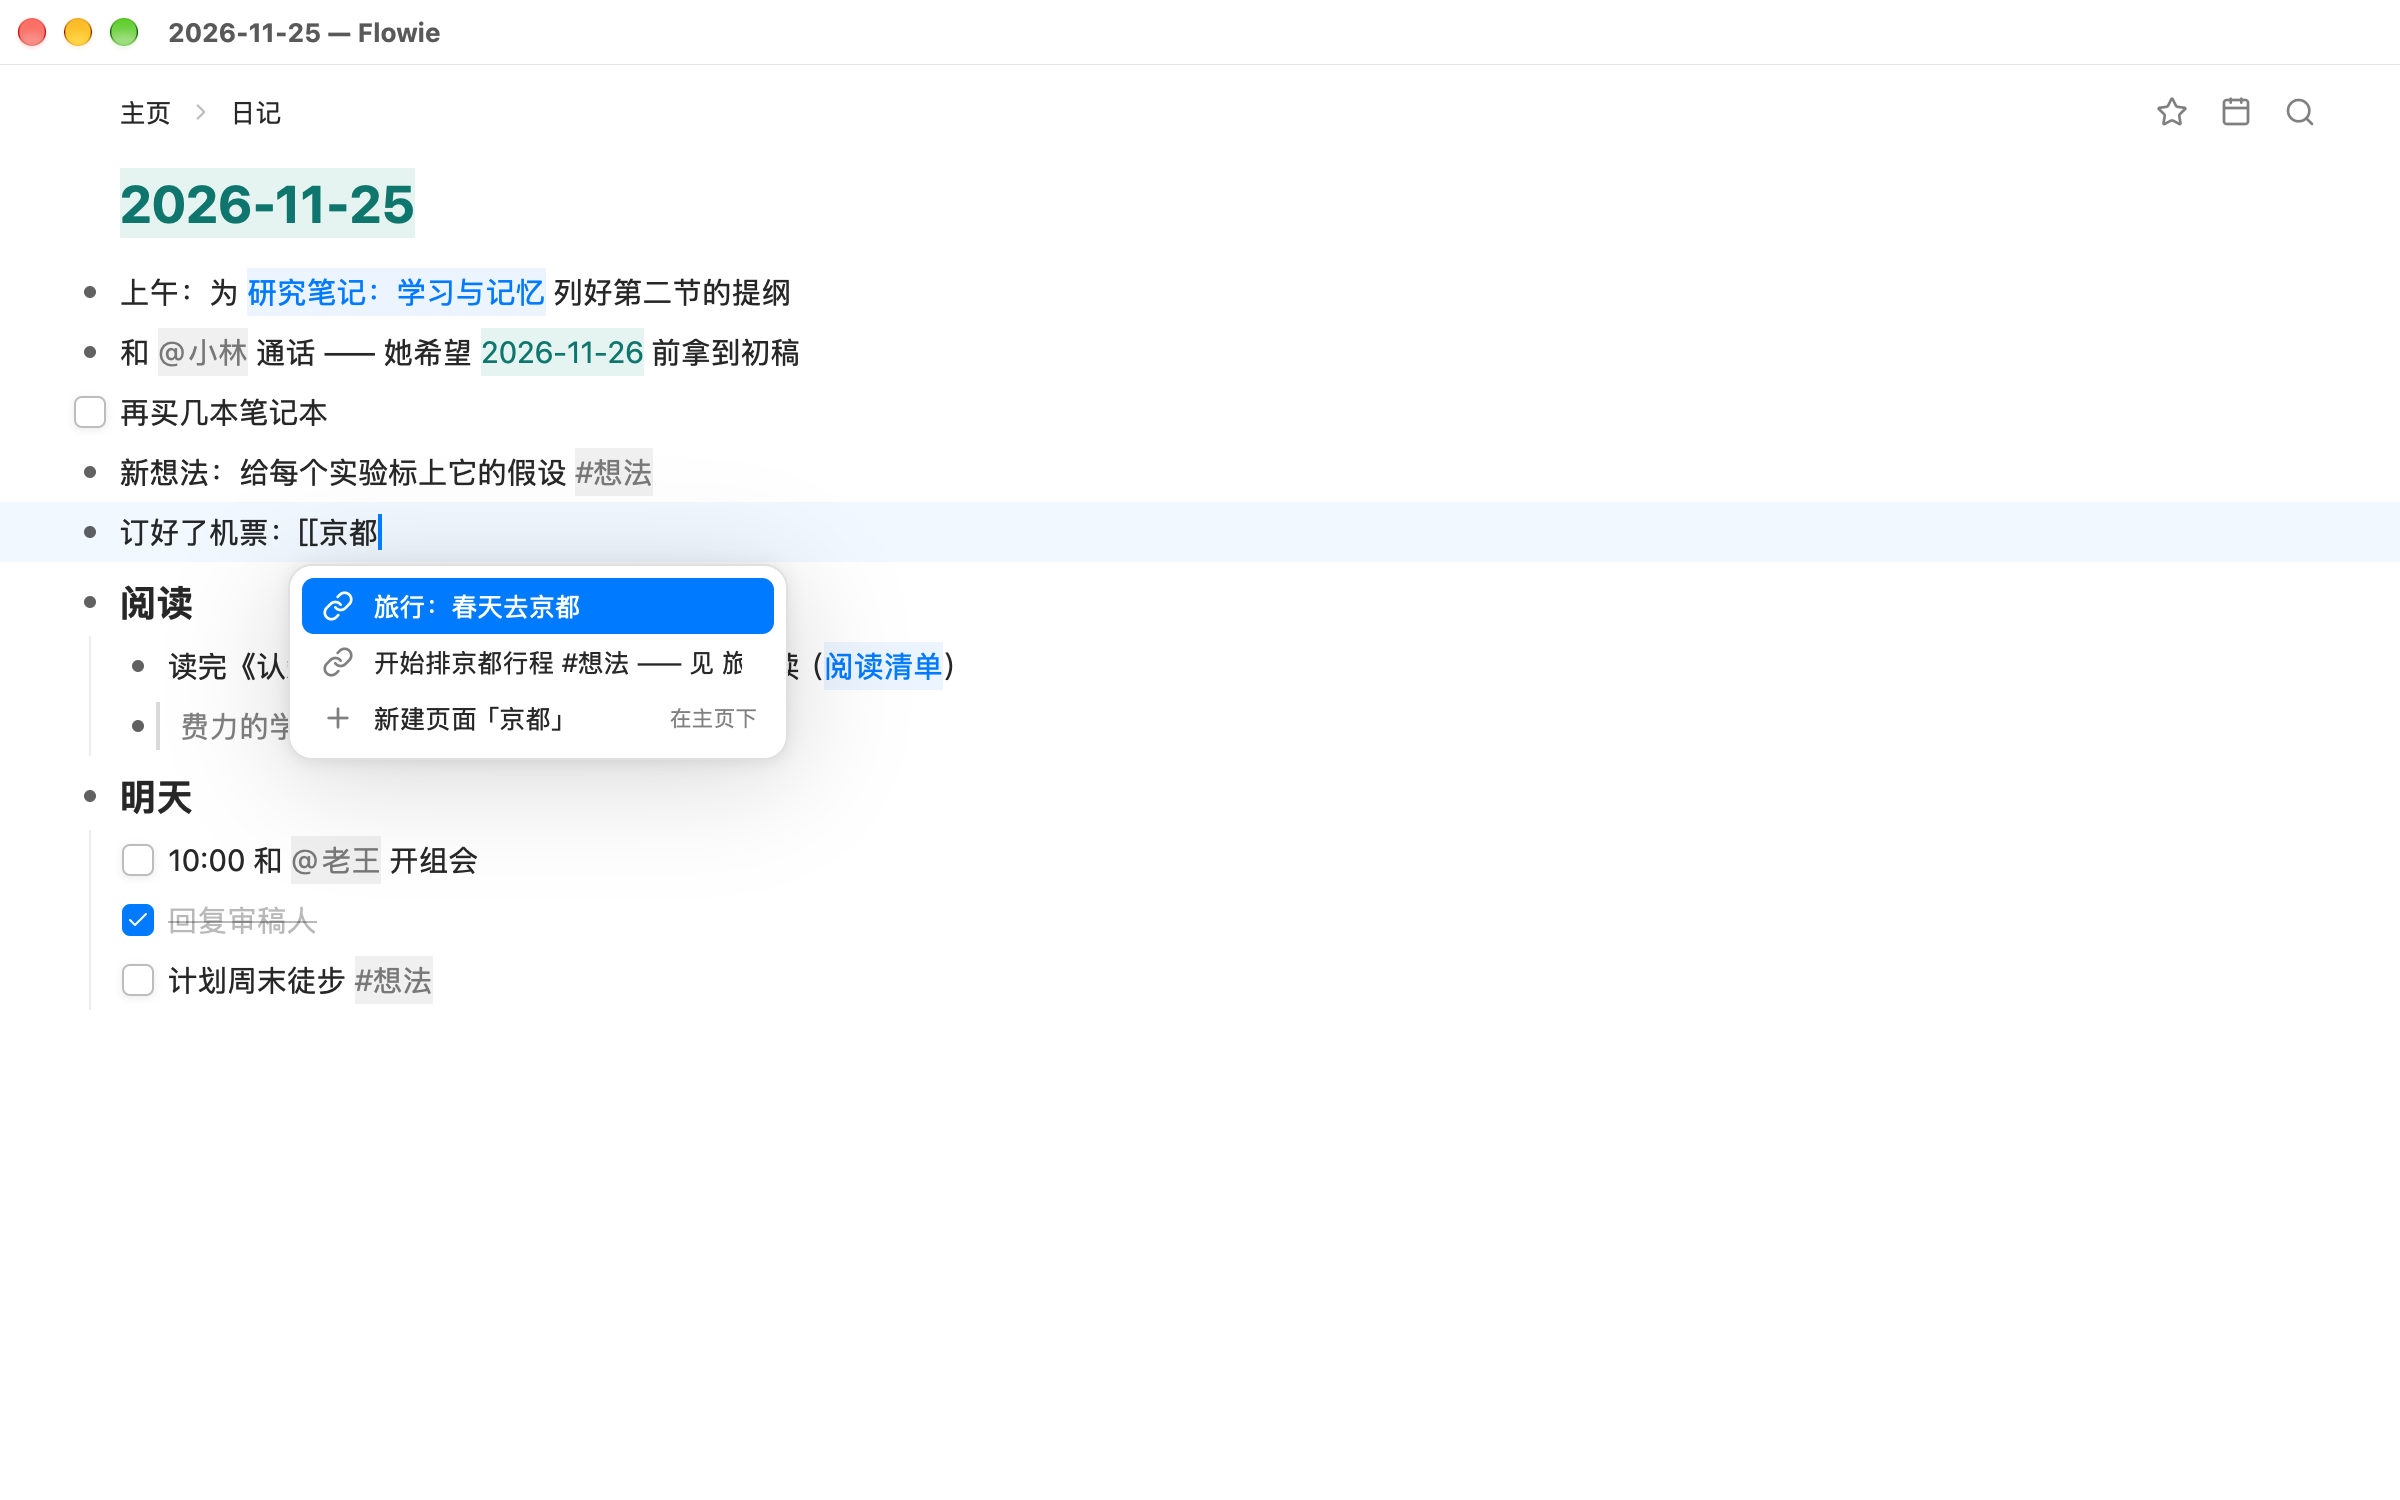 2026-11-25 — Flowie
主页 > 日记
2026-11-25
上午：为 研究笔记：学习与记忆 列好第二节的提纲
和 @小林 通话 —— 她希望 2026-11-26 前拿到初稿
再买几本笔记本
新想法：给每个实验标上它的假设 #想法
订好了机票：[[京都
旅行：春天去京都
开始排京都行程 #想法 —— 见 旅
新建页面「京都」 在主页下
阅读
读完《认 读 (阅读清单)
费力的学
明天
10:00 和 @老王 开组会
回复审稿人
计划周末徒步 #想法